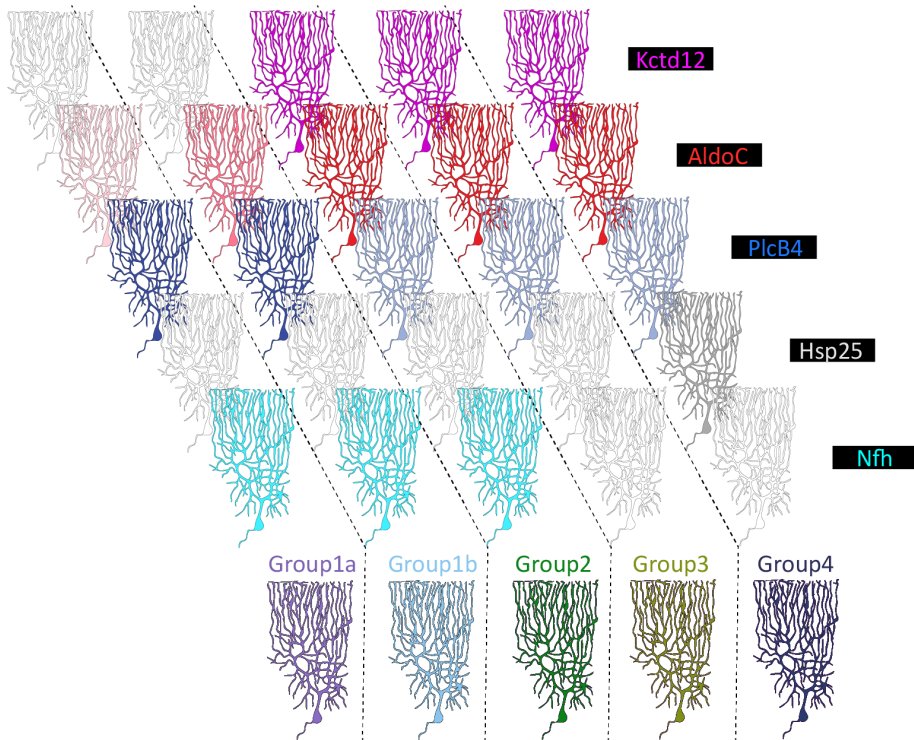 Kctd12
AldoC
PlcB4
Hsp25
Nfh
Group1a
Group1b
Group2
Group3
Group4